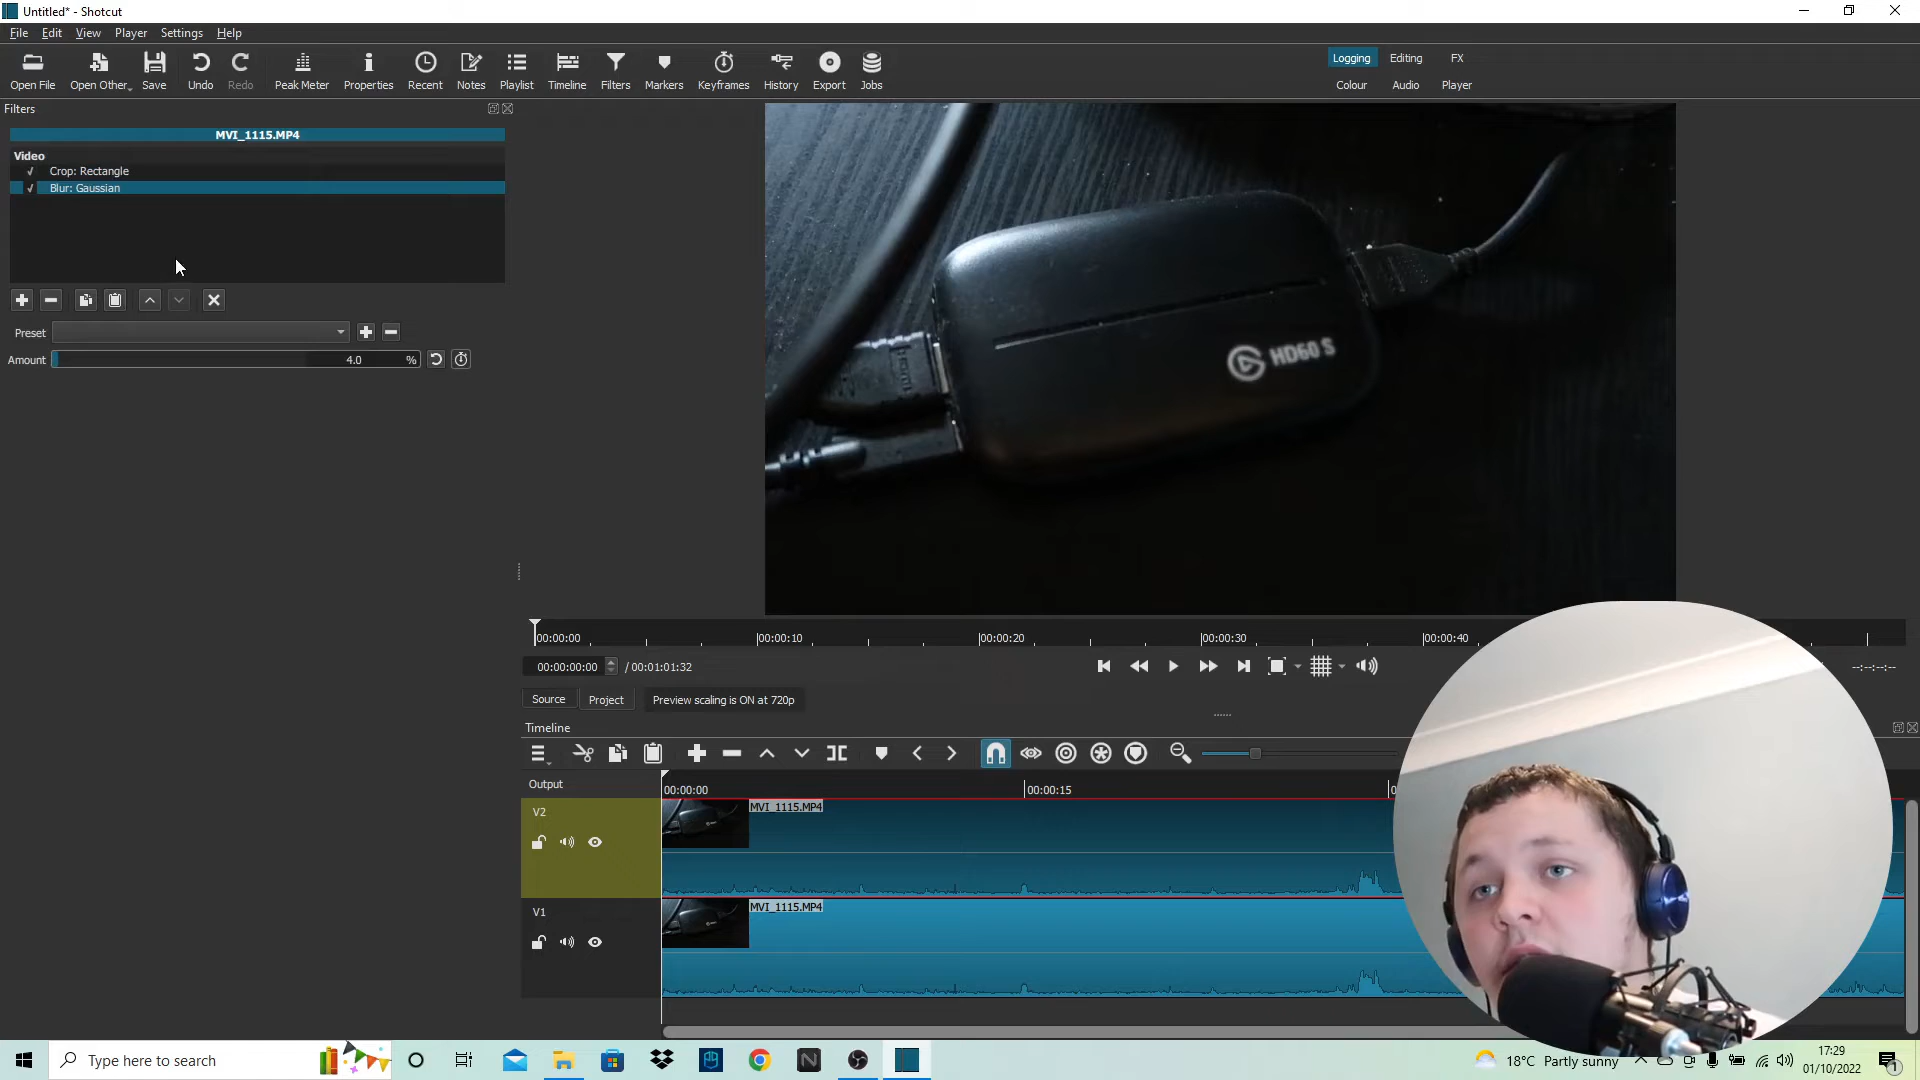 Untitled* - Shotcut
File Edit View Player Settings Help
Open File Open Other Save Undo Redo Peak Meter Properties Recent Notes Playlist Timeline Filters Markers Keyframes History Export Jobs
Logging Editing FX
Colour Audio Player
Filters
MVI_1115.MP4
Video
Crop: Rectangle
Blur: Gaussian
Preset
Amount 4.0 %
HD60 S
00:00:00 00:00:10 00:00:20 00:00:30 00:00:40
00:00:00:00 / 00:01:01:32 --:--:--:--
Source Project Preview scaling is ON at 720p
Timeline
Output 00:00:00 00:00:15
V2 MVI_1115.MP4
V1 MVI_1115.MP4
Type here to search
18°C Partly sunny
17:29
01/10/2022
1